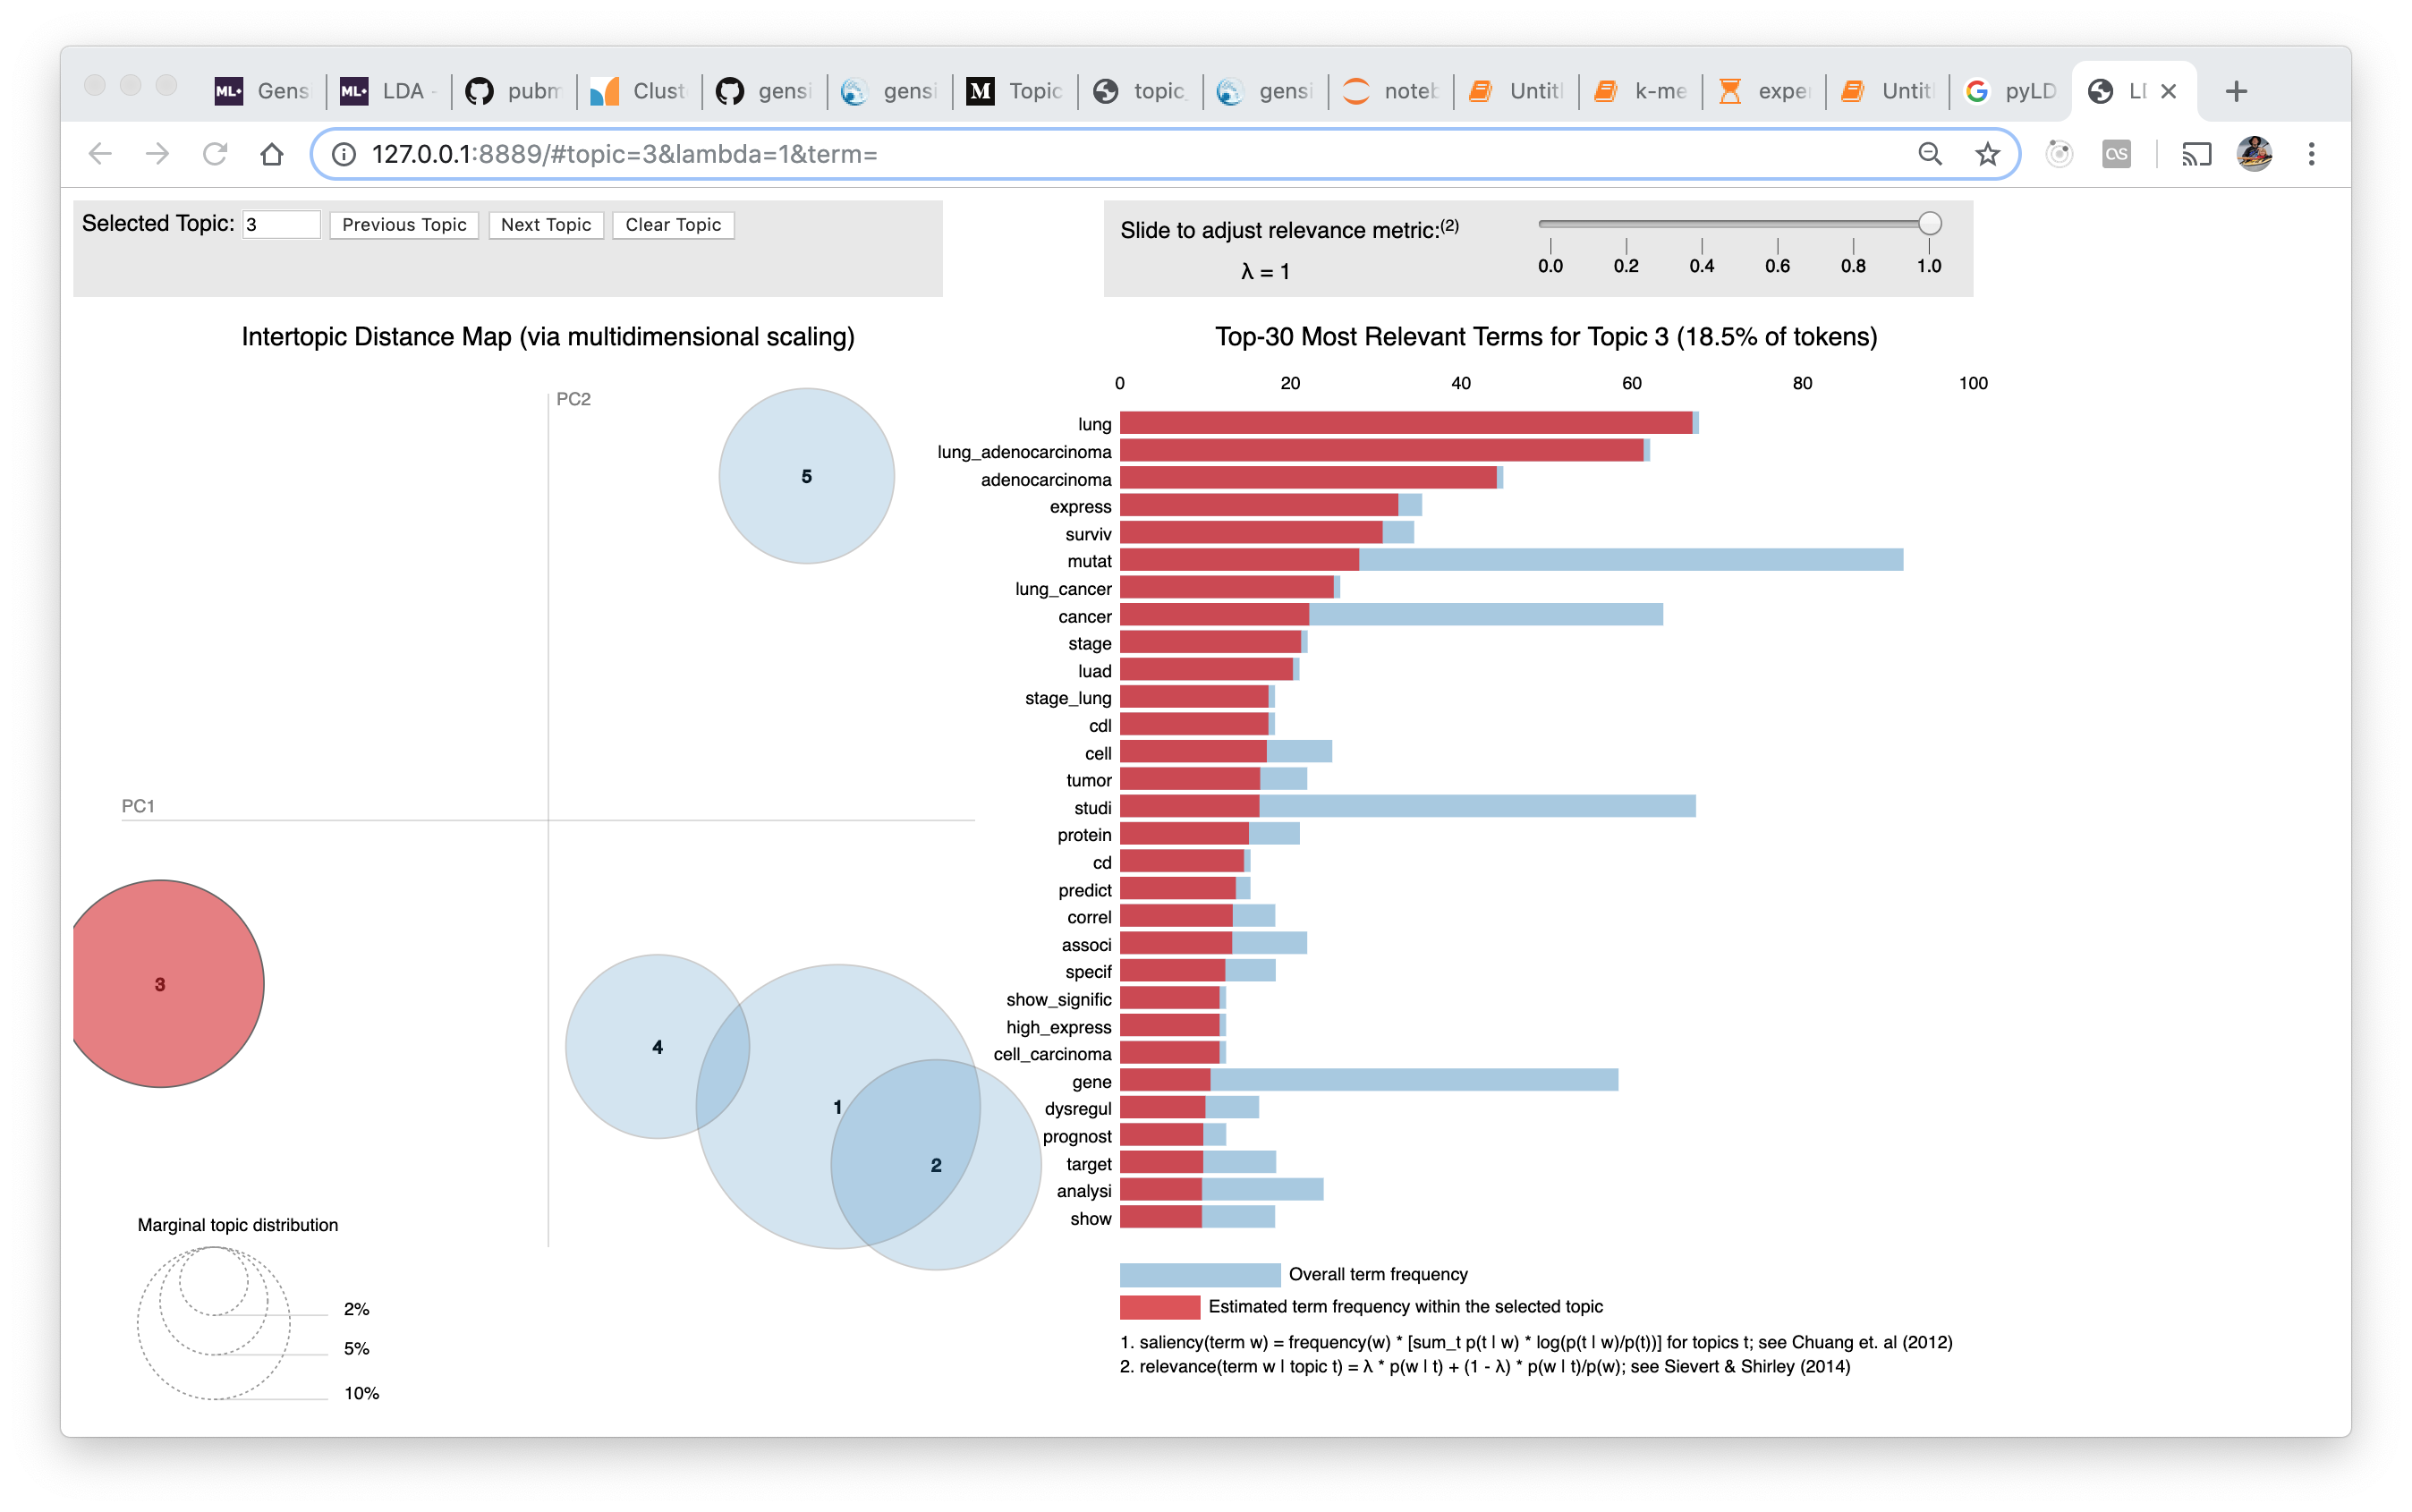 ML+ Gens
ML+ LDA -
pubm
Clust
gensi
gensi
M Topic
topic_
gensi
noteb
Untitl
k-me
expe
Untit
G pyLD
LD
127.0.0.1:8889/#topic=3&lambda=1&term=
Selected Topic: 3 Previous Topic Next Topic Clear Topic
Slide to adjust relevance metric:(2)
λ = 1
0.0 0.2 0.4 0.6 0.8 1.0
Intertopic Distance Map (via multidimensional scaling)
PC2
PC1
5
3
4
1
2
Marginal topic distribution
2%
5%
10%
Top-30 Most Relevant Terms for Topic 3 (18.5% of tokens)
0 20 40 60 80 100
lung
lung_adenocarcinoma
adenocarcinoma
express
surviv
mutat
lung_cancer
cancer
stage
luad
stage_lung
cdl
cell
tumor
studi
protein
cd
predict
correl
associ
specif
show_signific
high_express
cell_carcinoma
gene
dysregul
prognost
target
analysi
show
Overall term frequency
Estimated term frequency within the selected topic
1. saliency(term w) = frequency(w) * [sum_t p(t | w) * log(p(t | w)/p(t))] for topics t; see Chuang et. al (2012)
2. relevance(term w | topic t) = λ * p(w | t) + (1 - λ) * p(w | t)/p(w); see Sievert & Shirley (2014)